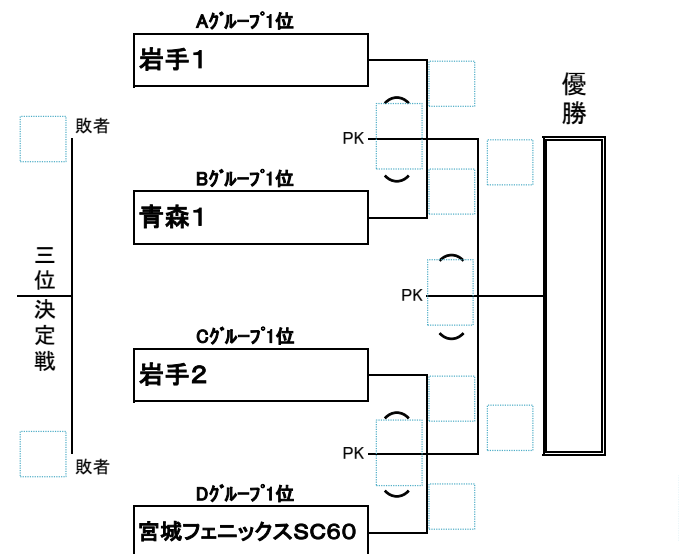 Aｸﾞﾙｰﾌﾟ1位
岩手１
優勝
敗者
PK
Bｸﾞﾙｰﾌﾟ1位
青森１
三位決定戦
PK
Cｸﾞﾙｰﾌﾟ1位
岩手２
PK
敗者
Dｸﾞﾙｰﾌﾟ1位
宮城フェニックスSC60